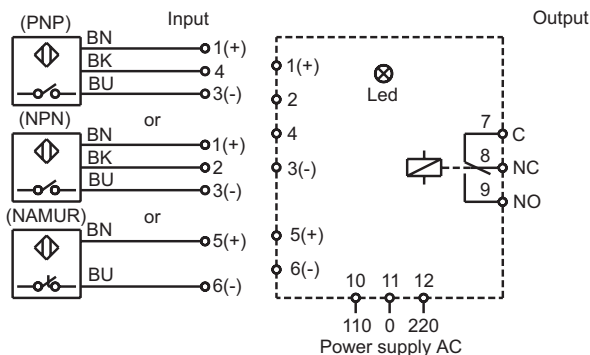 (PNP) Input Output
BN 1(+)
BK 4
BU 3(-)
(NPN) or
BN 1(+)
BK 2
BU 3(-)
(NAMUR) or
BN 5(+)
BU 6(-)
1(+)
2
4
3(-)
5(+)
6(-)
Led
7 C
8 NC
9 NO
10 11 12
110 0 220
Power supply AC